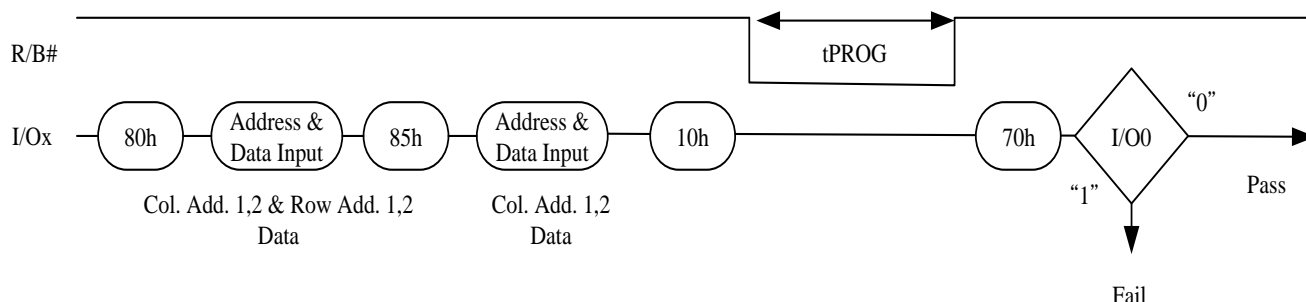 R/B#
tPROG
I/Ox
80h
Address &
Data Input
85h
Address &
Data Input
10h
70h
I/O0
“0”
“1”
Pass
Col. Add. 1,2 & Row Add. 1,2
Data
Col. Add. 1,2
Data
Fail